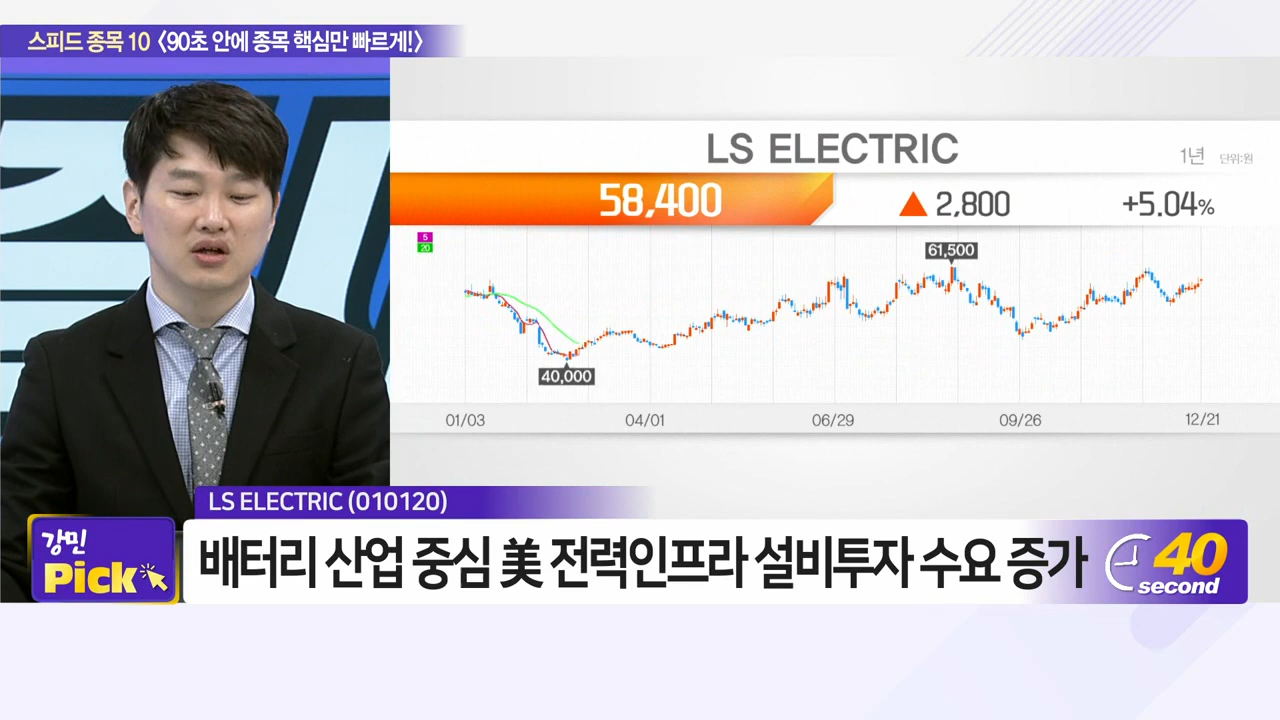 스피드 종목 10 〈90초 안에 종목 핵심만 빠르게!〉
LS ELECTRIC
1년 단위:원
58,400 ▲ 2,800 +5.04%
5
20
61,500
40,000
01/03 04/01 06/29 09/26 12/21
LS ELECTRIC (010120)
강민
Pick
배터리 산업 중심 美 전력인프라 설비투자 수요 증가
40
second